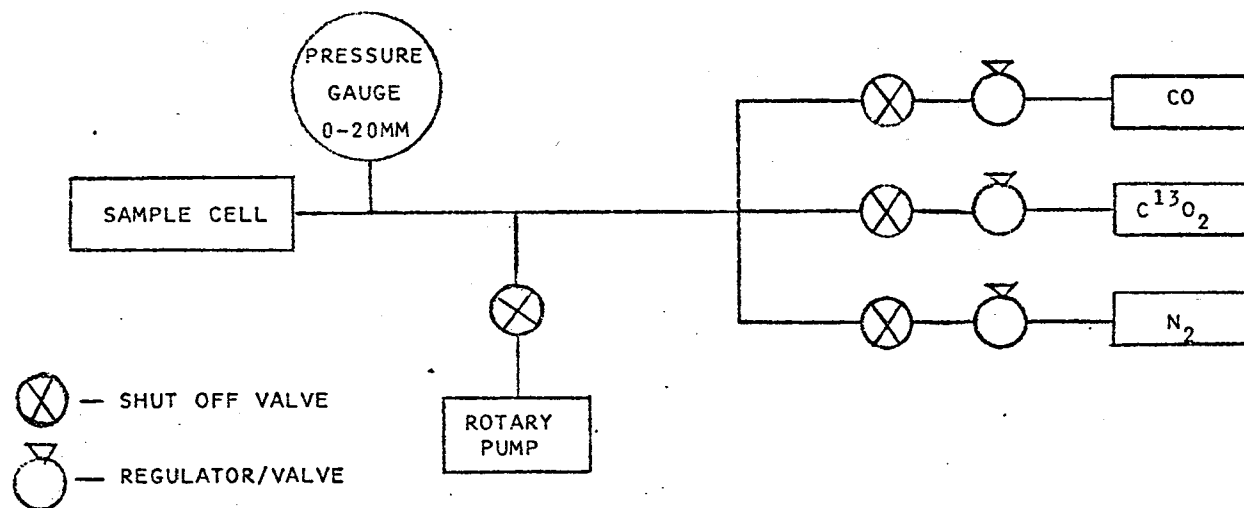 PRESSURE
GAUGE
0-20MM
SAMPLE CELL
CO
C¹³O₂
N₂
ROTARY
PUMP
— SHUT OFF VALVE
— REGULATOR/VALVE